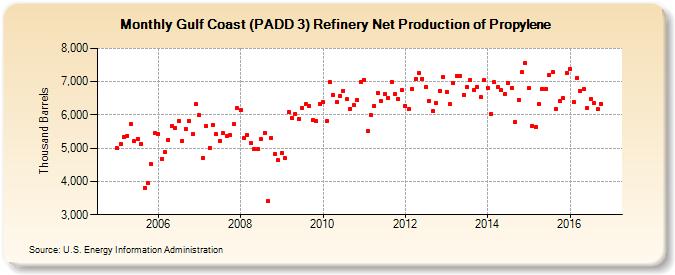 Monthly Gulf Coast (PADD 3) Refinery Net Production of Propylene
Thousand Barrels
8,000
7,000
6,000
5,000
4,000
3,000
2006 2008 2010 2012 2014 2016
Source: U.S. Energy Information Administration